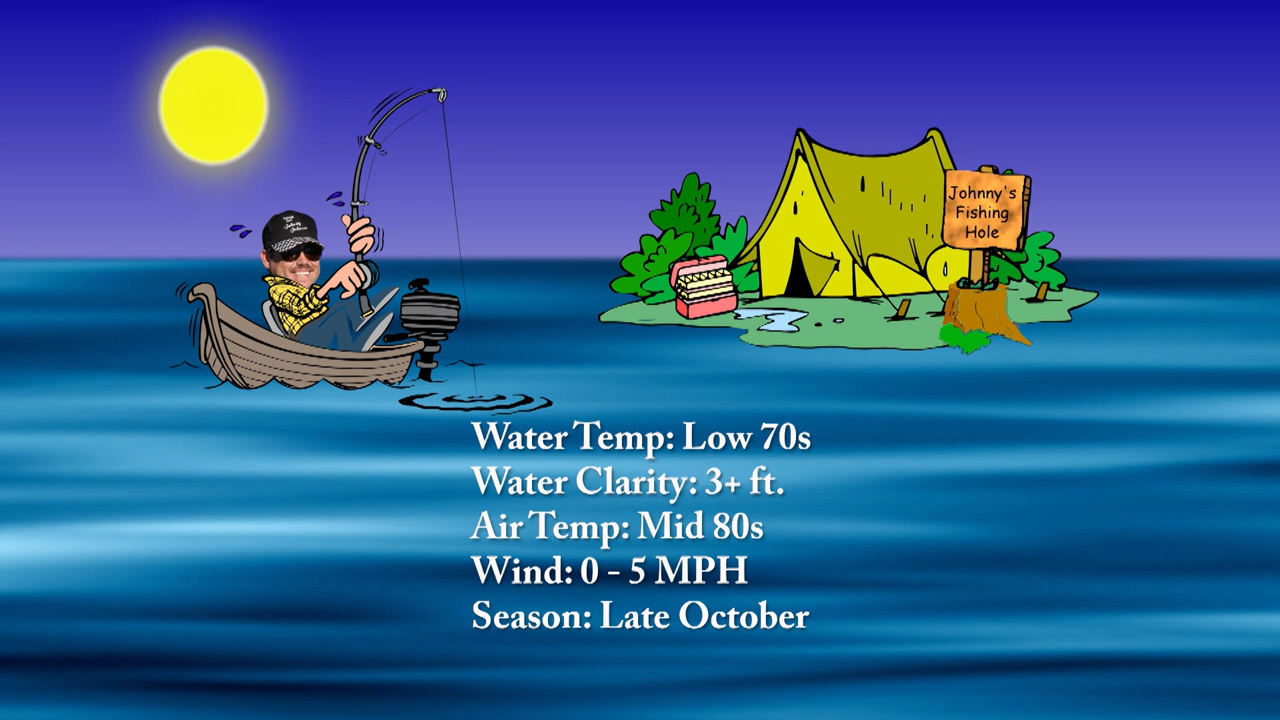 Johnny's
Fishing
Hole
Water Temp: Low 70s
Water Clarity: 3+ ft.
Air Temp: Mid 80s
Wind: 0 - 5 MPH
Season: Late October